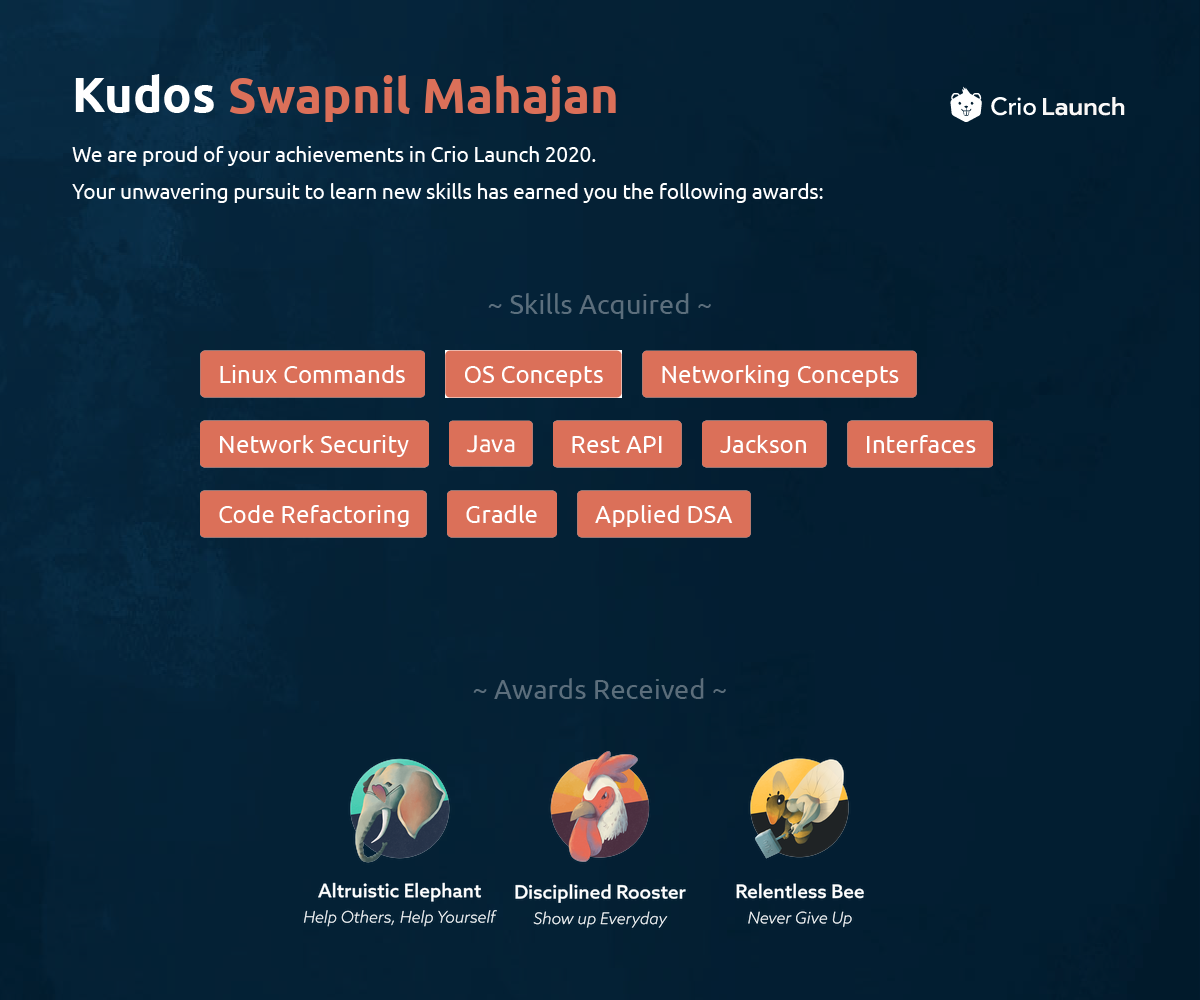 Kudos Swapnil Mahajan
Crio Launch
We are proud of your achievements in Crio Launch 2020.
Your unwavering pursuit to learn new skills has earned you the following awards:
~ Skills Acquired ~
Linux Commands OS Concepts Networking Concepts
Network Security Java Rest API Jackson Interfaces
Code Refactoring Gradle Applied DSA
~ Awards Received ~
Altruistic Elephant Disciplined Rooster Relentless Bee
Help Others, Help Yourself Show up Everyday Never Give Up